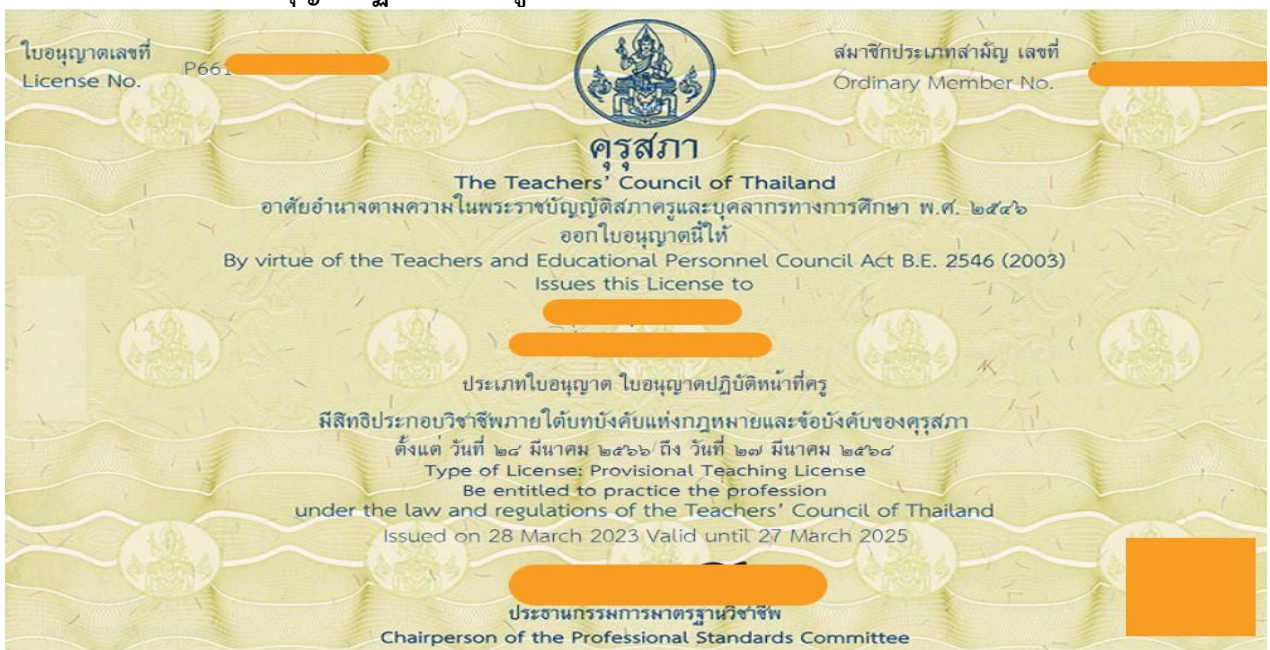 ใบอนุญาตเลขที่
License No.
P661
สมาชิกประเภทสามัญ เลขที่
Ordinary Member No.
คุรุสภา
The Teachers' Council of Thailand
อาศัยอำนาจตามความในพระราชบัญญัติสภาครูและบุคลากรทางการศึกษา พ.ศ. ๒๕๔๖
ออกใบอนุญาตนี้ให้
By virtue of the Teachers and Educational Personnel Council Act B.E. 2546 (2003)
Issues this License to
ประเภทใบอนุญาต ใบอนุญาตปฏิบัติหน้าที่ครู
มีสิทธิประกอบวิชาชีพภายใต้บทบังคับแห่งกฎหมายและข้อบังคับของคุรุสภา
ตั้งแต่ วันที่ ๒๘ มีนาคม ๒๕๖๖ ถึง วันที่ ๒๗ มีนาคม ๒๕๖๘
Type of License: Provisional Teaching License
Be entitled to practice the profession
under the law and regulations of the Teachers' Council of Thailand
Issued on 28 March 2023 Valid until 27 March 2025
ประธานกรรมการมาตรฐานวิชาชีพ
Chairperson of the Professional Standards Committee